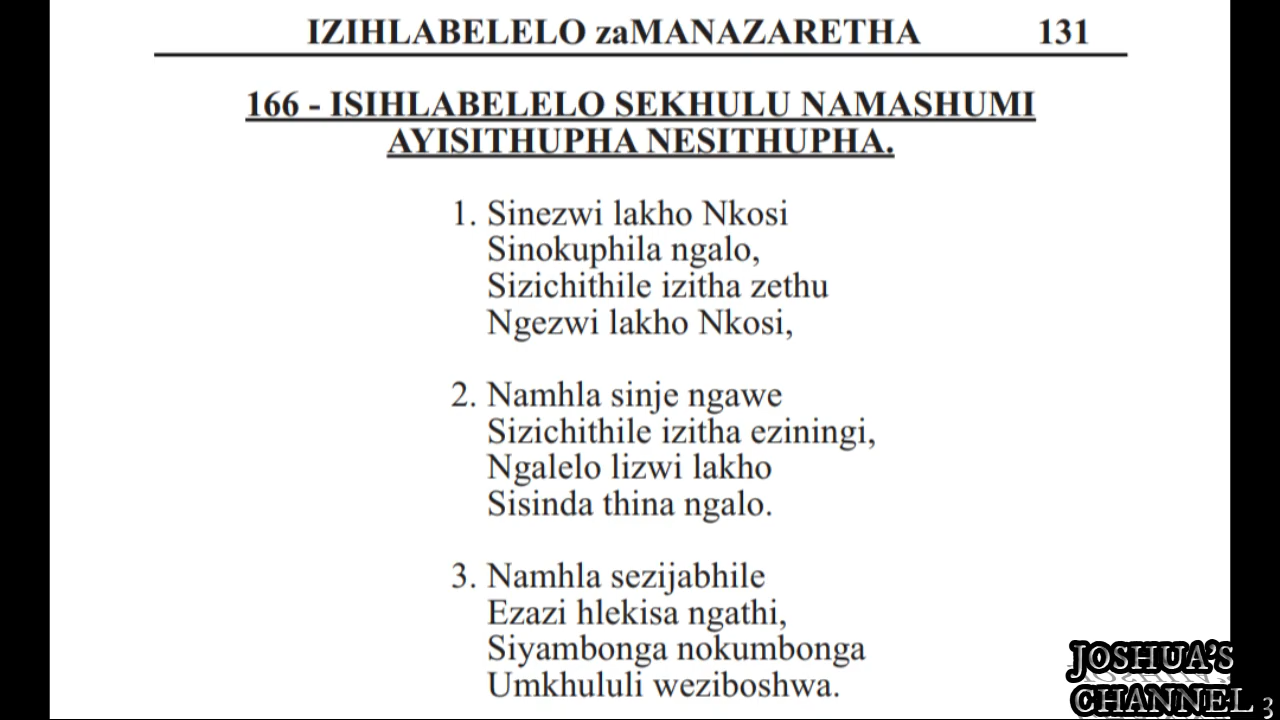 IZIHLABELELO zaMANAZARETHA 131
166 - ISIHLABELELO SEKHULU NAMASHUMI
AYISITHUPHA NESITHUPHA.
1. Sinezwi lakho Nkosi
Sinokuphila ngalo,
Sizichithile izitha zethu
Ngezwi lakho Nkosi,
2. Namhla sinje ngawe
Sizichithile izitha eziningi,
Ngalelo lizwi lakho
Sisinda thina ngalo.
3. Namhla sezijabhile
Ezazi hlekisa ngathi,
Siyambonga nokumbonga
Umkhululi weziboshwa.
JOSHUA'S
CHANNEL 3